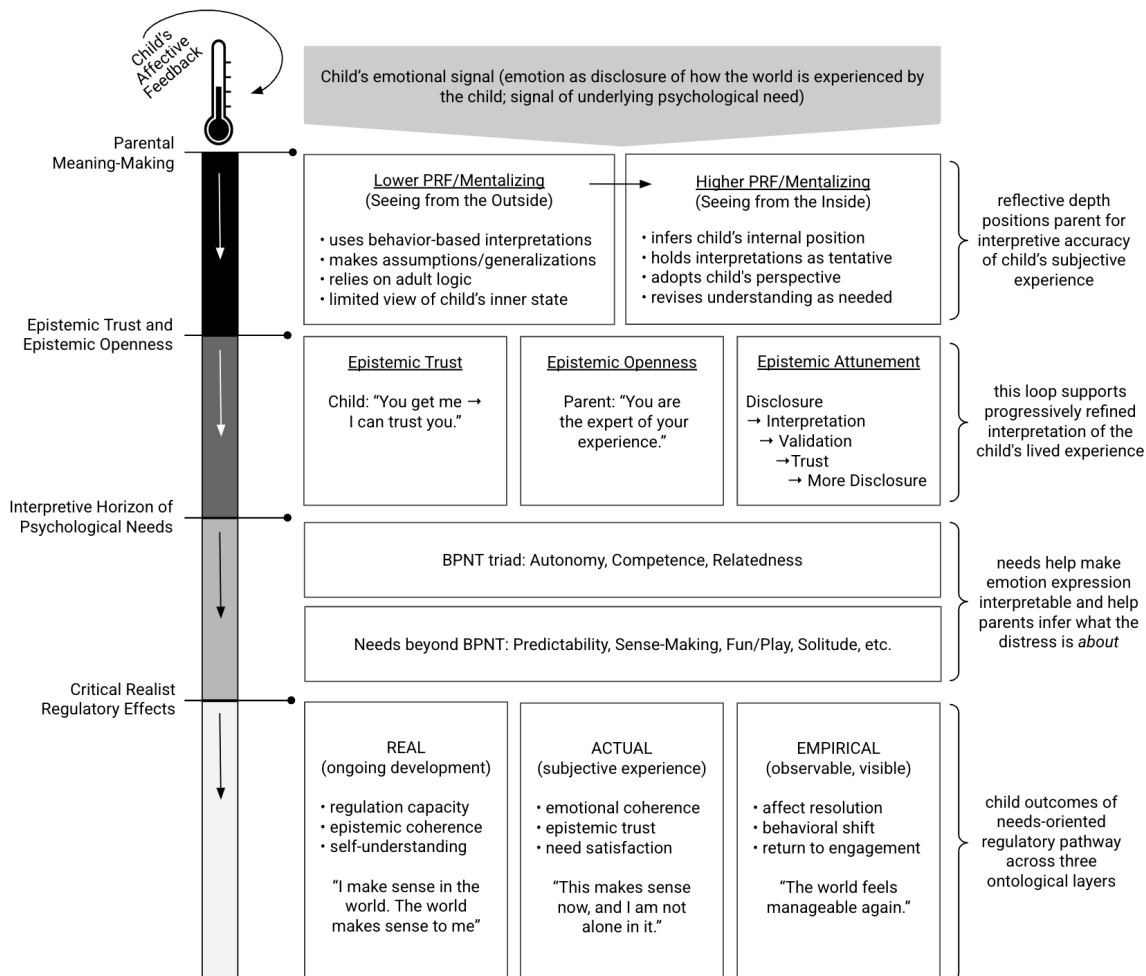 Child's
Affective
Feedback
Child's emotional signal (emotion as disclosure of how the world is experienced by
the child; signal of underlying psychological need)
Parental
Meaning-Making
Lower PRF/Mentalizing
(Seeing from the Outside)
• uses behavior-based interpretations
• makes assumptions/generalizations
• relies on adult logic
• limited view of child's inner state
Higher PRF/Mentalizing
(Seeing from the Inside)
• infers child's internal position
• holds interpretations as tentative
• adopts child's perspective
• revises understanding as needed
reflective depth
positions parent for
interpretive accuracy
of child's subjective
experience
Epistemic Trust and
Epistemic Openness
Epistemic Trust
Child: “You get me →
I can trust you.”
Epistemic Openness
Parent: “You are
the expert of your
experience.”
Epistemic Attunement
Disclosure
→ Interpretation
→ Validation
→Trust
→ More Disclosure
this loop supports
progressively refined
interpretation of the
child's lived experience
Interpretive Horizon of
Psychological Needs
BPNT triad: Autonomy, Competence, Relatedness
Needs beyond BPNT: Predictability, Sense-Making, Fun/Play, Solitude, etc.
needs help make
emotion expression
interpretable and help
parents infer what the
distress is about
Critical Realist
Regulatory Effects
REAL
(ongoing development)
• regulation capacity
• epistemic coherence
• self-understanding
“I make sense in the
world. The world
makes sense to me”
ACTUAL
(subjective experience)
• emotional coherence
• epistemic trust
• need satisfaction
“This makes sense
now, and I am not
alone in it.”
EMPIRICAL
(observable, visible)
• affect resolution
• behavioral shift
• return to engagement
“The world feels
manageable again.”
child outcomes of
needs-oriented
regulatory pathway
across three
ontological layers